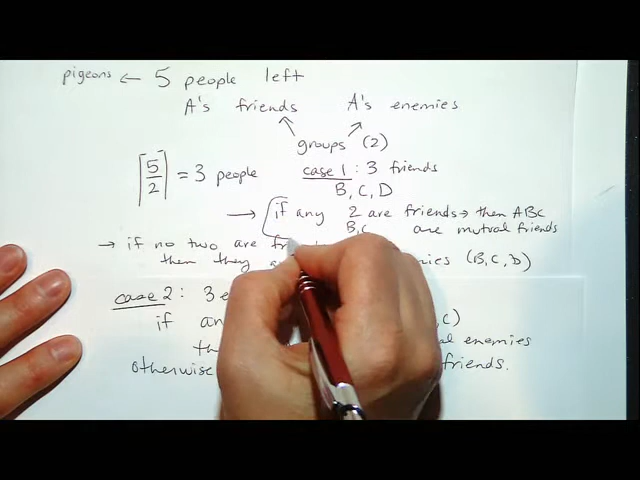 pigeons ← 5 people left
A's friends A's enemies
groups (2)
⌈5/2⌉ = 3 people case 1 : 3 friends
B, C, D
→ if any 2 are friends → then ABC
B,C are mutual friends
→ if no two are
then they (B, C, D)
case 2 : 3
if , C)
enemies
otherwise friends.